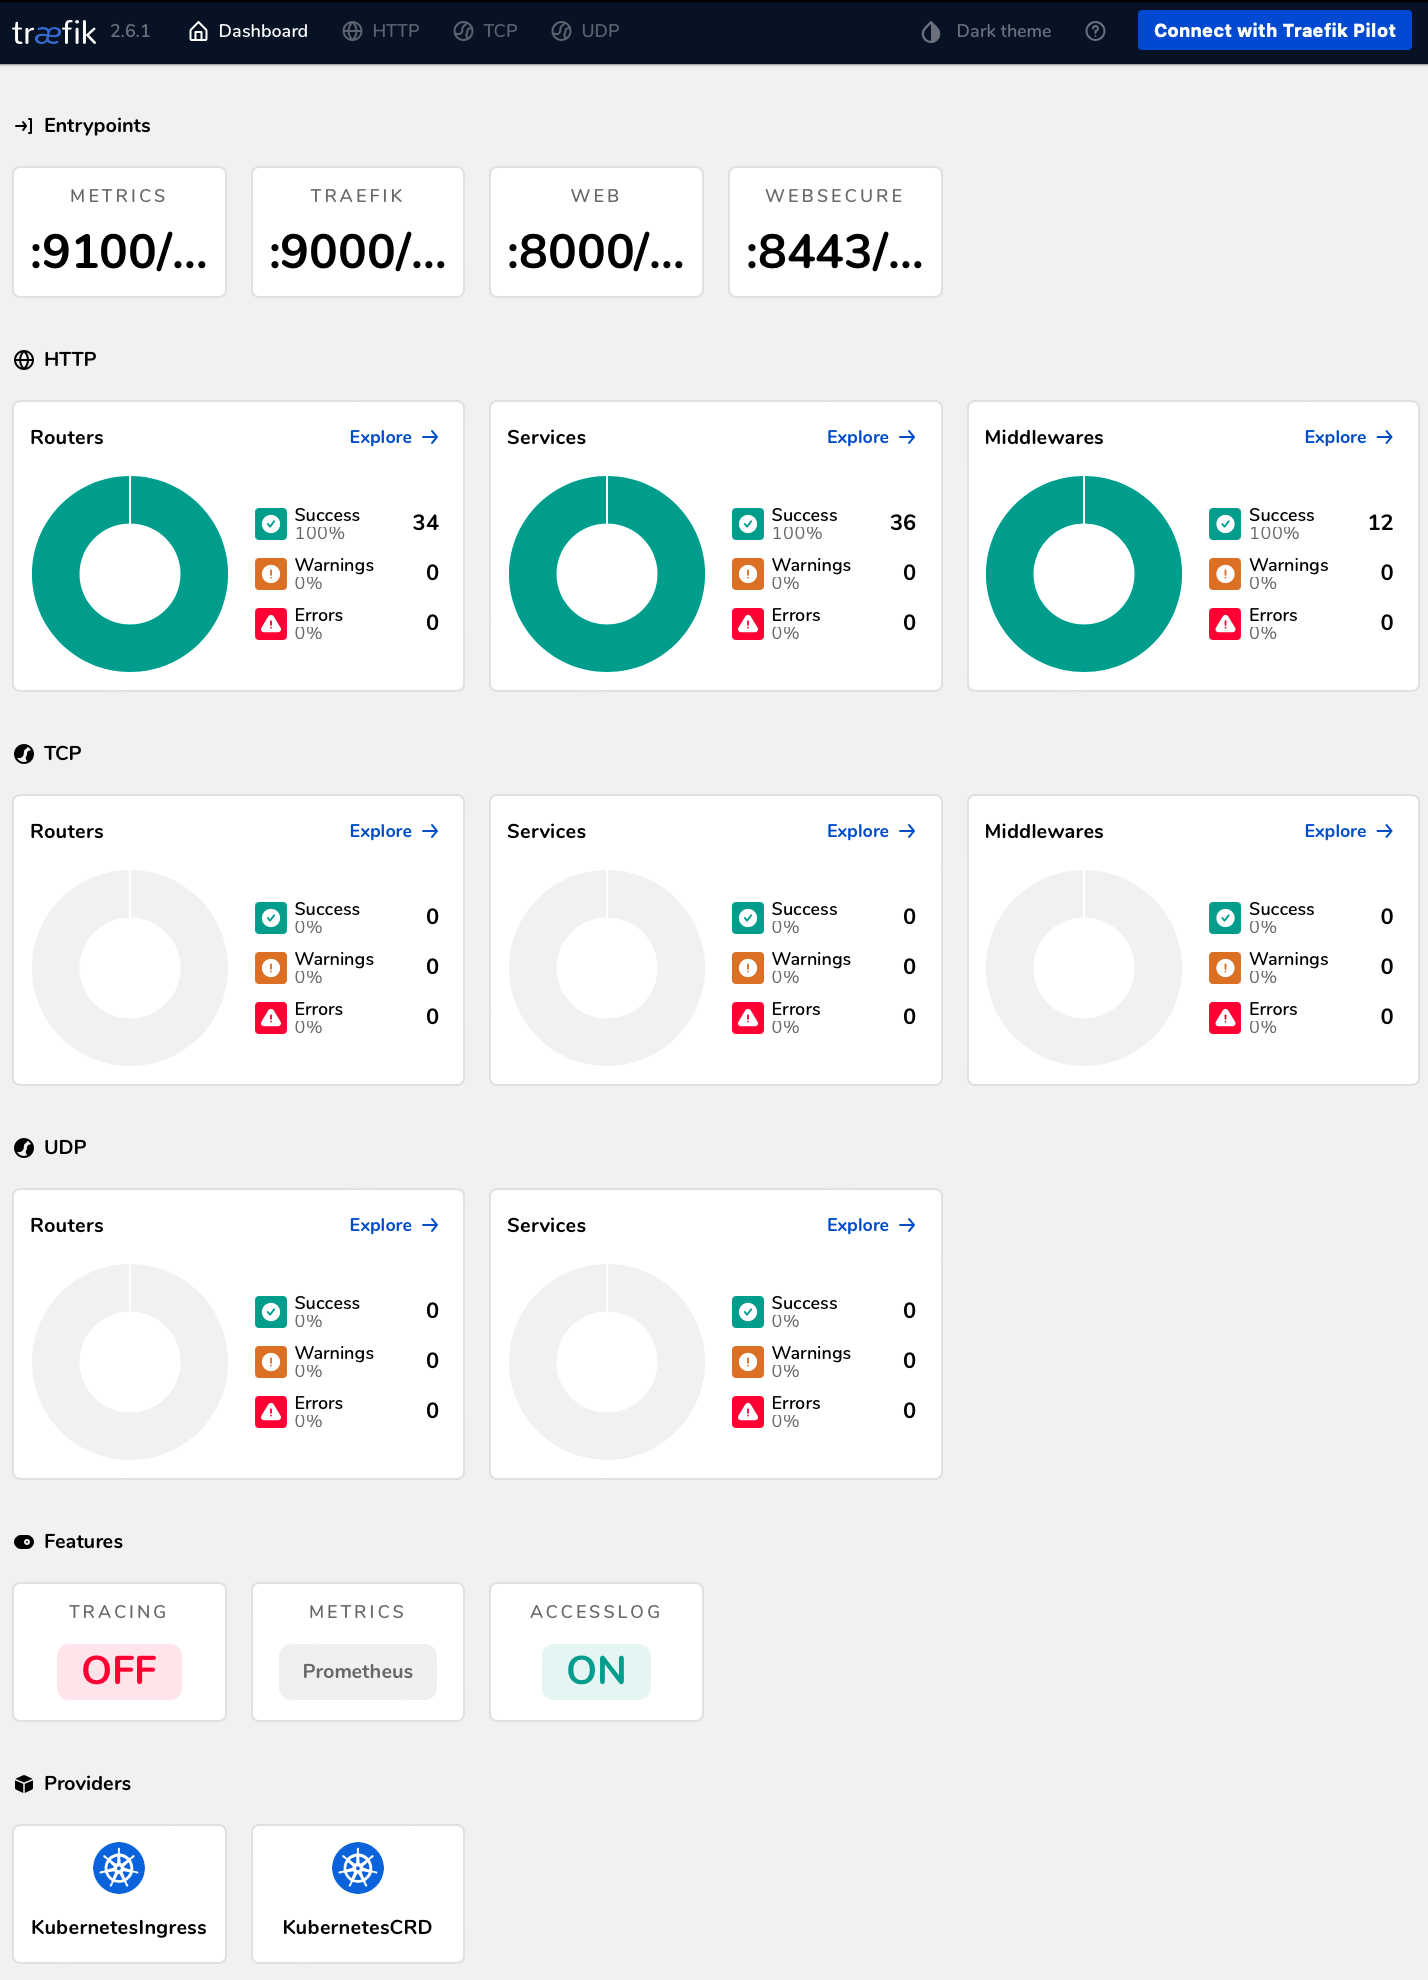 træfik 2.6.1 Dashboard HTTP TCP UDP Dark theme Connect with Traefik Pilot
Entrypoints
METRICS TRAEFIK WEB WEBSECURE
:9100/... :9000/... :8000/... :8443/...
HTTP
Routers Explore
Success 34
100%
Warnings 0
0%
Errors 0
0%
Services Explore
Success 36
100%
Warnings 0
0%
Errors 0
0%
Middlewares Explore
Success 12
100%
Warnings 0
0%
Errors 0
0%
TCP
Routers Explore
Success 0
0%
Warnings 0
0%
Errors 0
0%
Services Explore
Success 0
0%
Warnings 0
0%
Errors 0
0%
Middlewares Explore
Success 0
0%
Warnings 0
0%
Errors 0
0%
UDP
Routers Explore
Success 0
0%
Warnings 0
0%
Errors 0
0%
Services Explore
Success 0
0%
Warnings 0
0%
Errors 0
0%
Features
TRACING METRICS ACCESSLOG
OFF Prometheus ON
Providers
KubernetesIngress KubernetesCRD